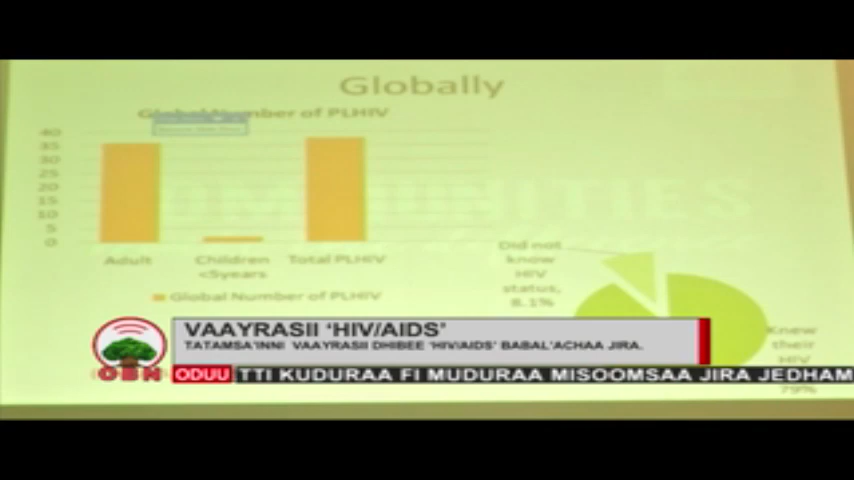 Globally
Global Number of PLHIV
40
35
30
25
20
15
10
5
0
Adult
Children
<5years
Total PLHIV
Global Number of PLHIV
Did not
know
HIV
status,
8.1%
Knew
their
HIV
79%
VAAYRASII ‘HIV/AIDS’
TATAMSA'INNI VAAYRASII DHIBEE ‘HIV/AIDS’ BABAL'ACHAA JIRA.
OBN
ODUU
TTI KUDURAA FI MUDURAA MISOOMSAA JIRA JEDHAM